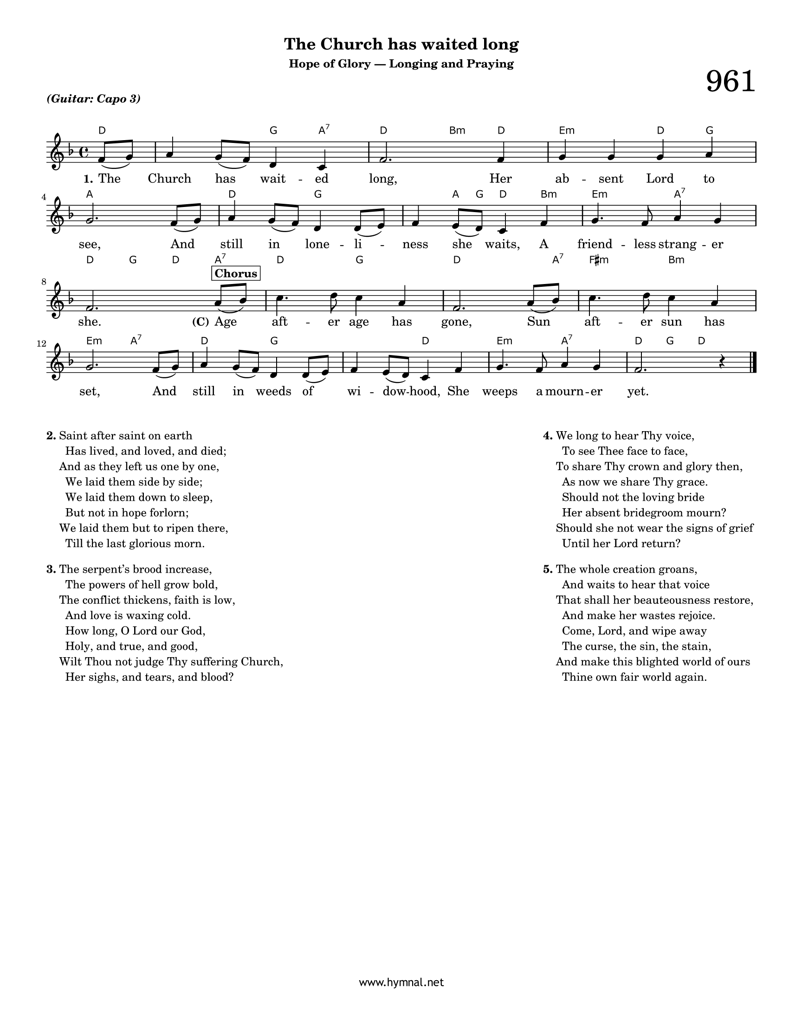 The Church has waited long
Hope of Glory — Longing and Praying
961
(Guitar: Capo 3)
D G A7 D Bm D Em D G
1. The Church has wait - ed long, Her ab - sent Lord to
4
A D G A G D Bm Em A7
see, And still in lone - li - ness she waits, A friend - less strang - er
D G D A7 D G D A7 F♯m Bm
Chorus
8
she. (C) Age aft - er age has gone, Sun aft - er sun has
12
Em A7 D G D Em A7 D G D
set, And still in weeds of wi - dow-hood, She weeps a mourn-er yet.
2. Saint after saint on earth
Has lived, and loved, and died;
And as they left us one by one,
We laid them side by side;
We laid them down to sleep,
But not in hope forlorn;
We laid them but to ripen there,
Till the last glorious morn.
3. The serpent's brood increase,
The powers of hell grow bold,
The conflict thickens, faith is low,
And love is waxing cold.
How long, O Lord our God,
Holy, and true, and good,
Wilt Thou not judge Thy suffering Church,
Her sighs, and tears, and blood?
4. We long to hear Thy voice,
To see Thee face to face,
To share Thy crown and glory then,
As now we share Thy grace.
Should not the loving bride
Her absent bridegroom mourn?
Should she not wear the signs of grief
Until her Lord return?
5. The whole creation groans,
And waits to hear that voice
That shall her beauteousness restore,
And make her wastes rejoice.
Come, Lord, and wipe away
The curse, the sin, the stain,
And make this blighted world of ours
Thine own fair world again.
www.hymnal.net